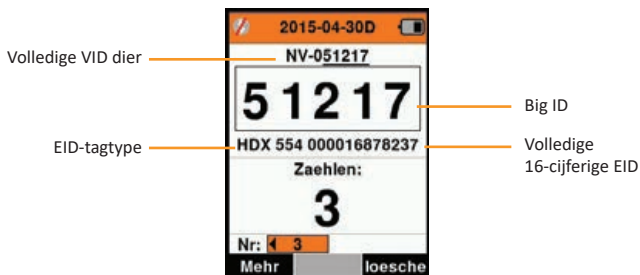 2015-04-30D
Volledige VID dier
NV-051217
51217
Big ID
EID-tagtype
HDX 554 000016878237
Volledige
16-cijferige EID
Zaehlen:
3
Nr: 3
Mehr loesche